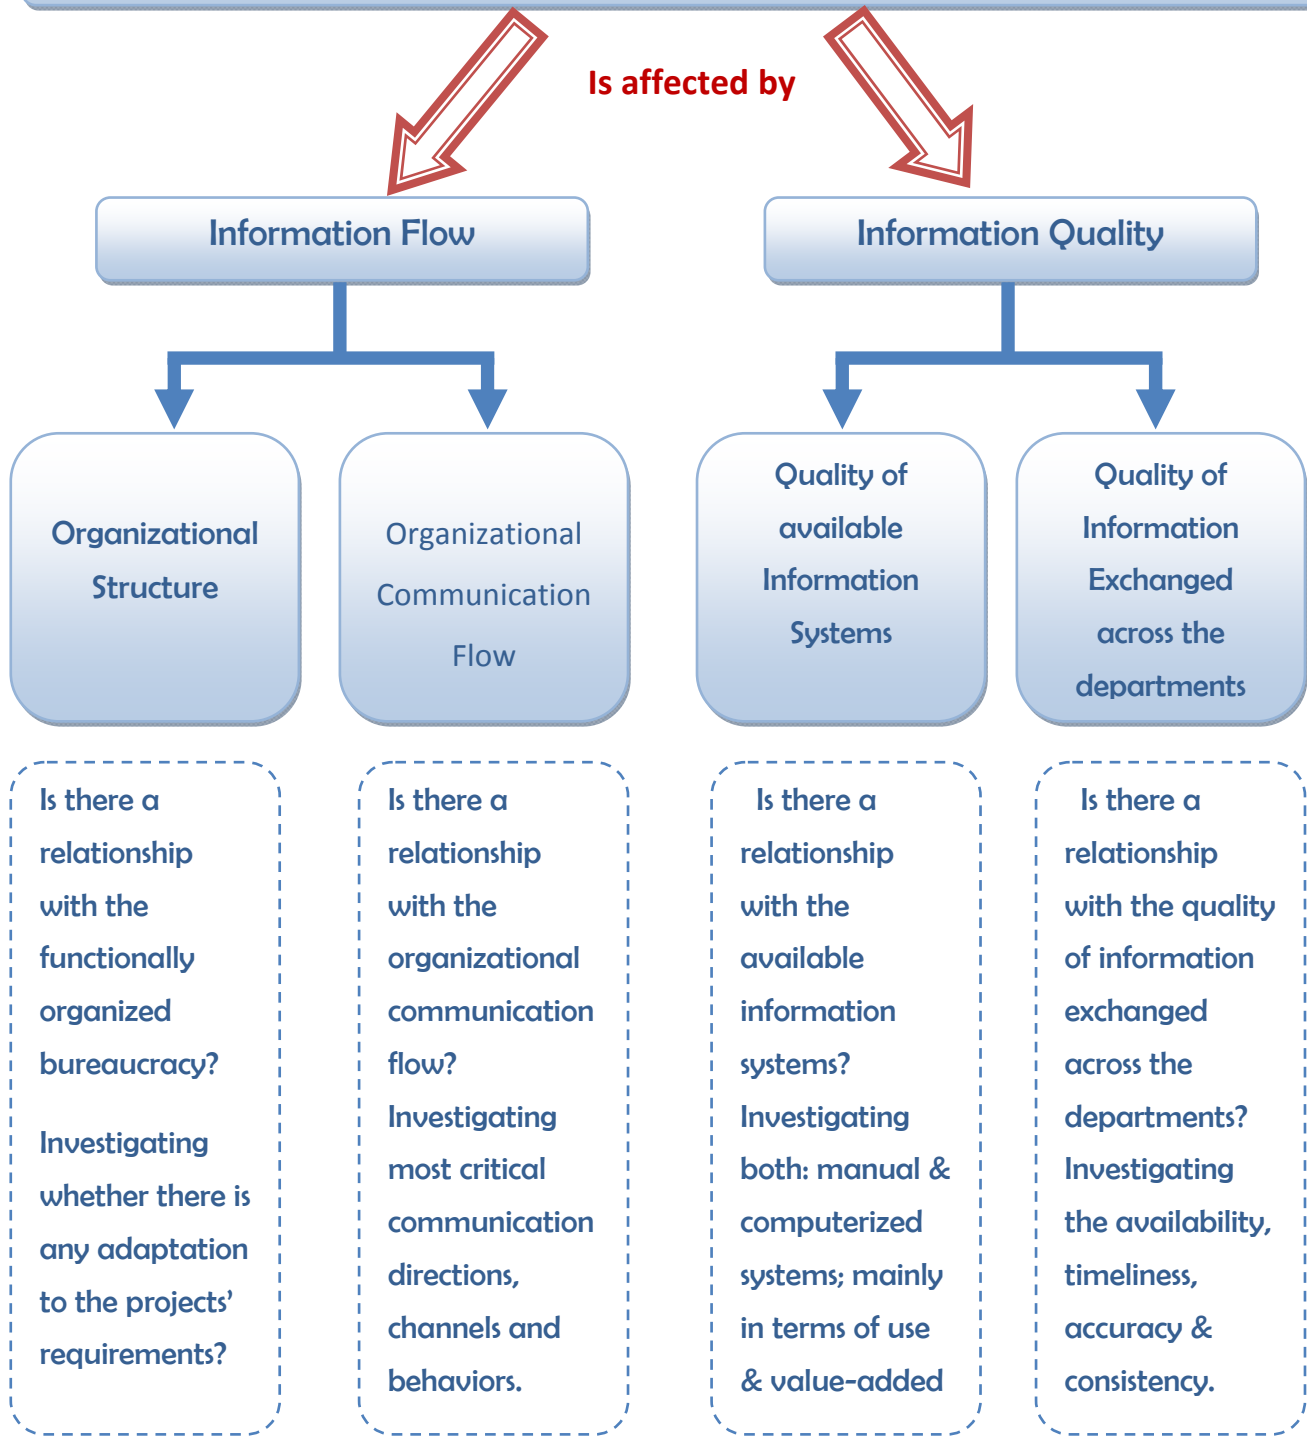 Is affected by
Information Flow
Information Quality
Organizational
Structure
Organizational
Communication
Flow
Quality of
available
Information
Systems
Quality of
Information
Exchanged
across the
departments
Is there a
relationship
with the
functionally
organized
bureaucracy?
Investigating
whether there is
any adaptation
to the projects’
requirements?
Is there a
relationship
with the
organizational
communication
flow?
Investigating
most critical
communication
directions,
channels and
behaviors.
Is there a
relationship
with the
available
information
systems?
Investigating
both: manual &
computerized
systems; mainly
in terms of use
& value-added
Is there a
relationship
with the quality
of information
exchanged
across the
departments?
Investigating
the availability,
timeliness,
accuracy &
consistency.